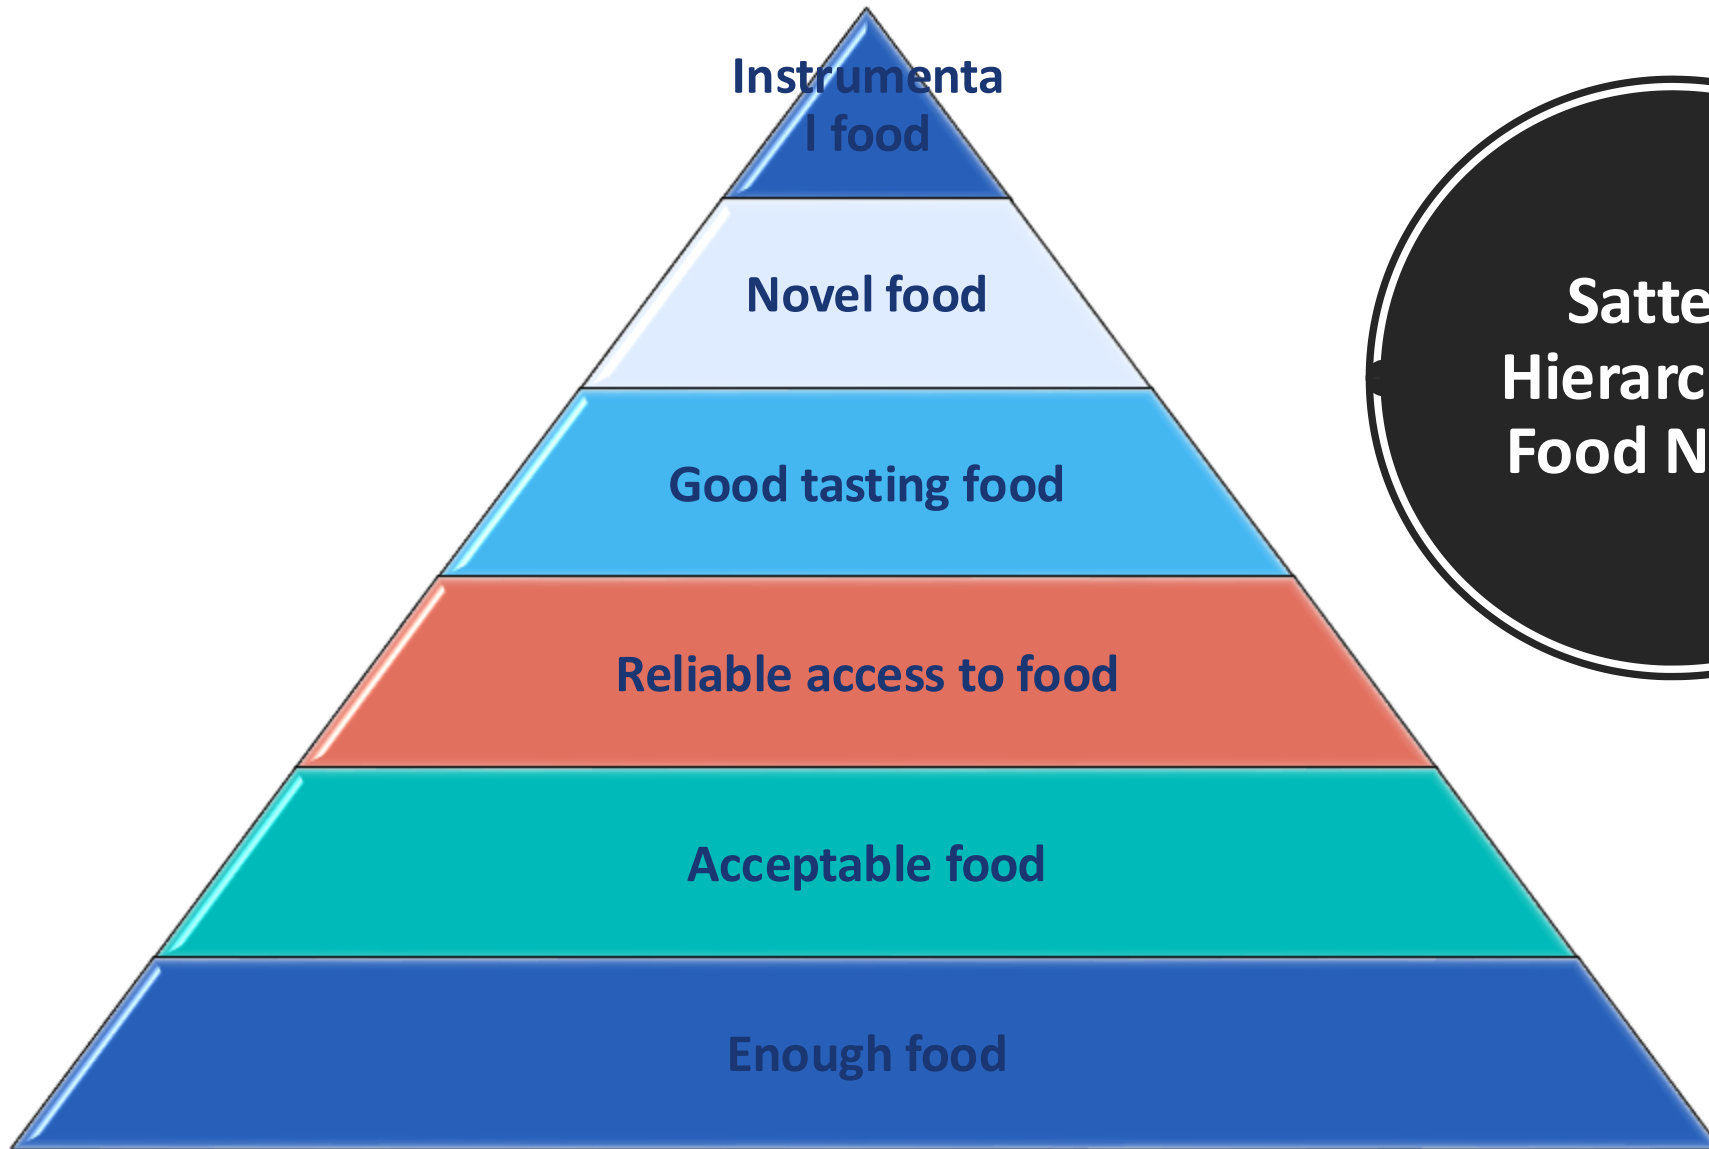 Instrumenta
l food
Novel food
Good tasting food
Reliable access to food
Acceptable food
Enough food
Satte
Hierarc
Food N